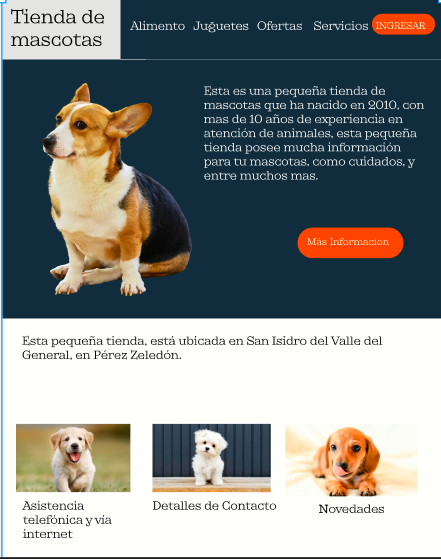 Tienda de
mascotas
Alimento Juguetes Ofertas Servicios INGRESAR
Esta es una pequeña tienda de
mascotas que ha nacido en 2010, con
mas de 10 años de experiencia en
atención de animales, esta pequeña
tienda posee mucha información
para tu mascotas, como cuidados, y
entre muchos mas.
Más Informacion
Esta pequeña tienda, está ubicada en San Isidro del Valle del
General, en Pérez Zeledón.
Asistencia
telefónica y vía
internet
Detalles de Contacto
Novedades